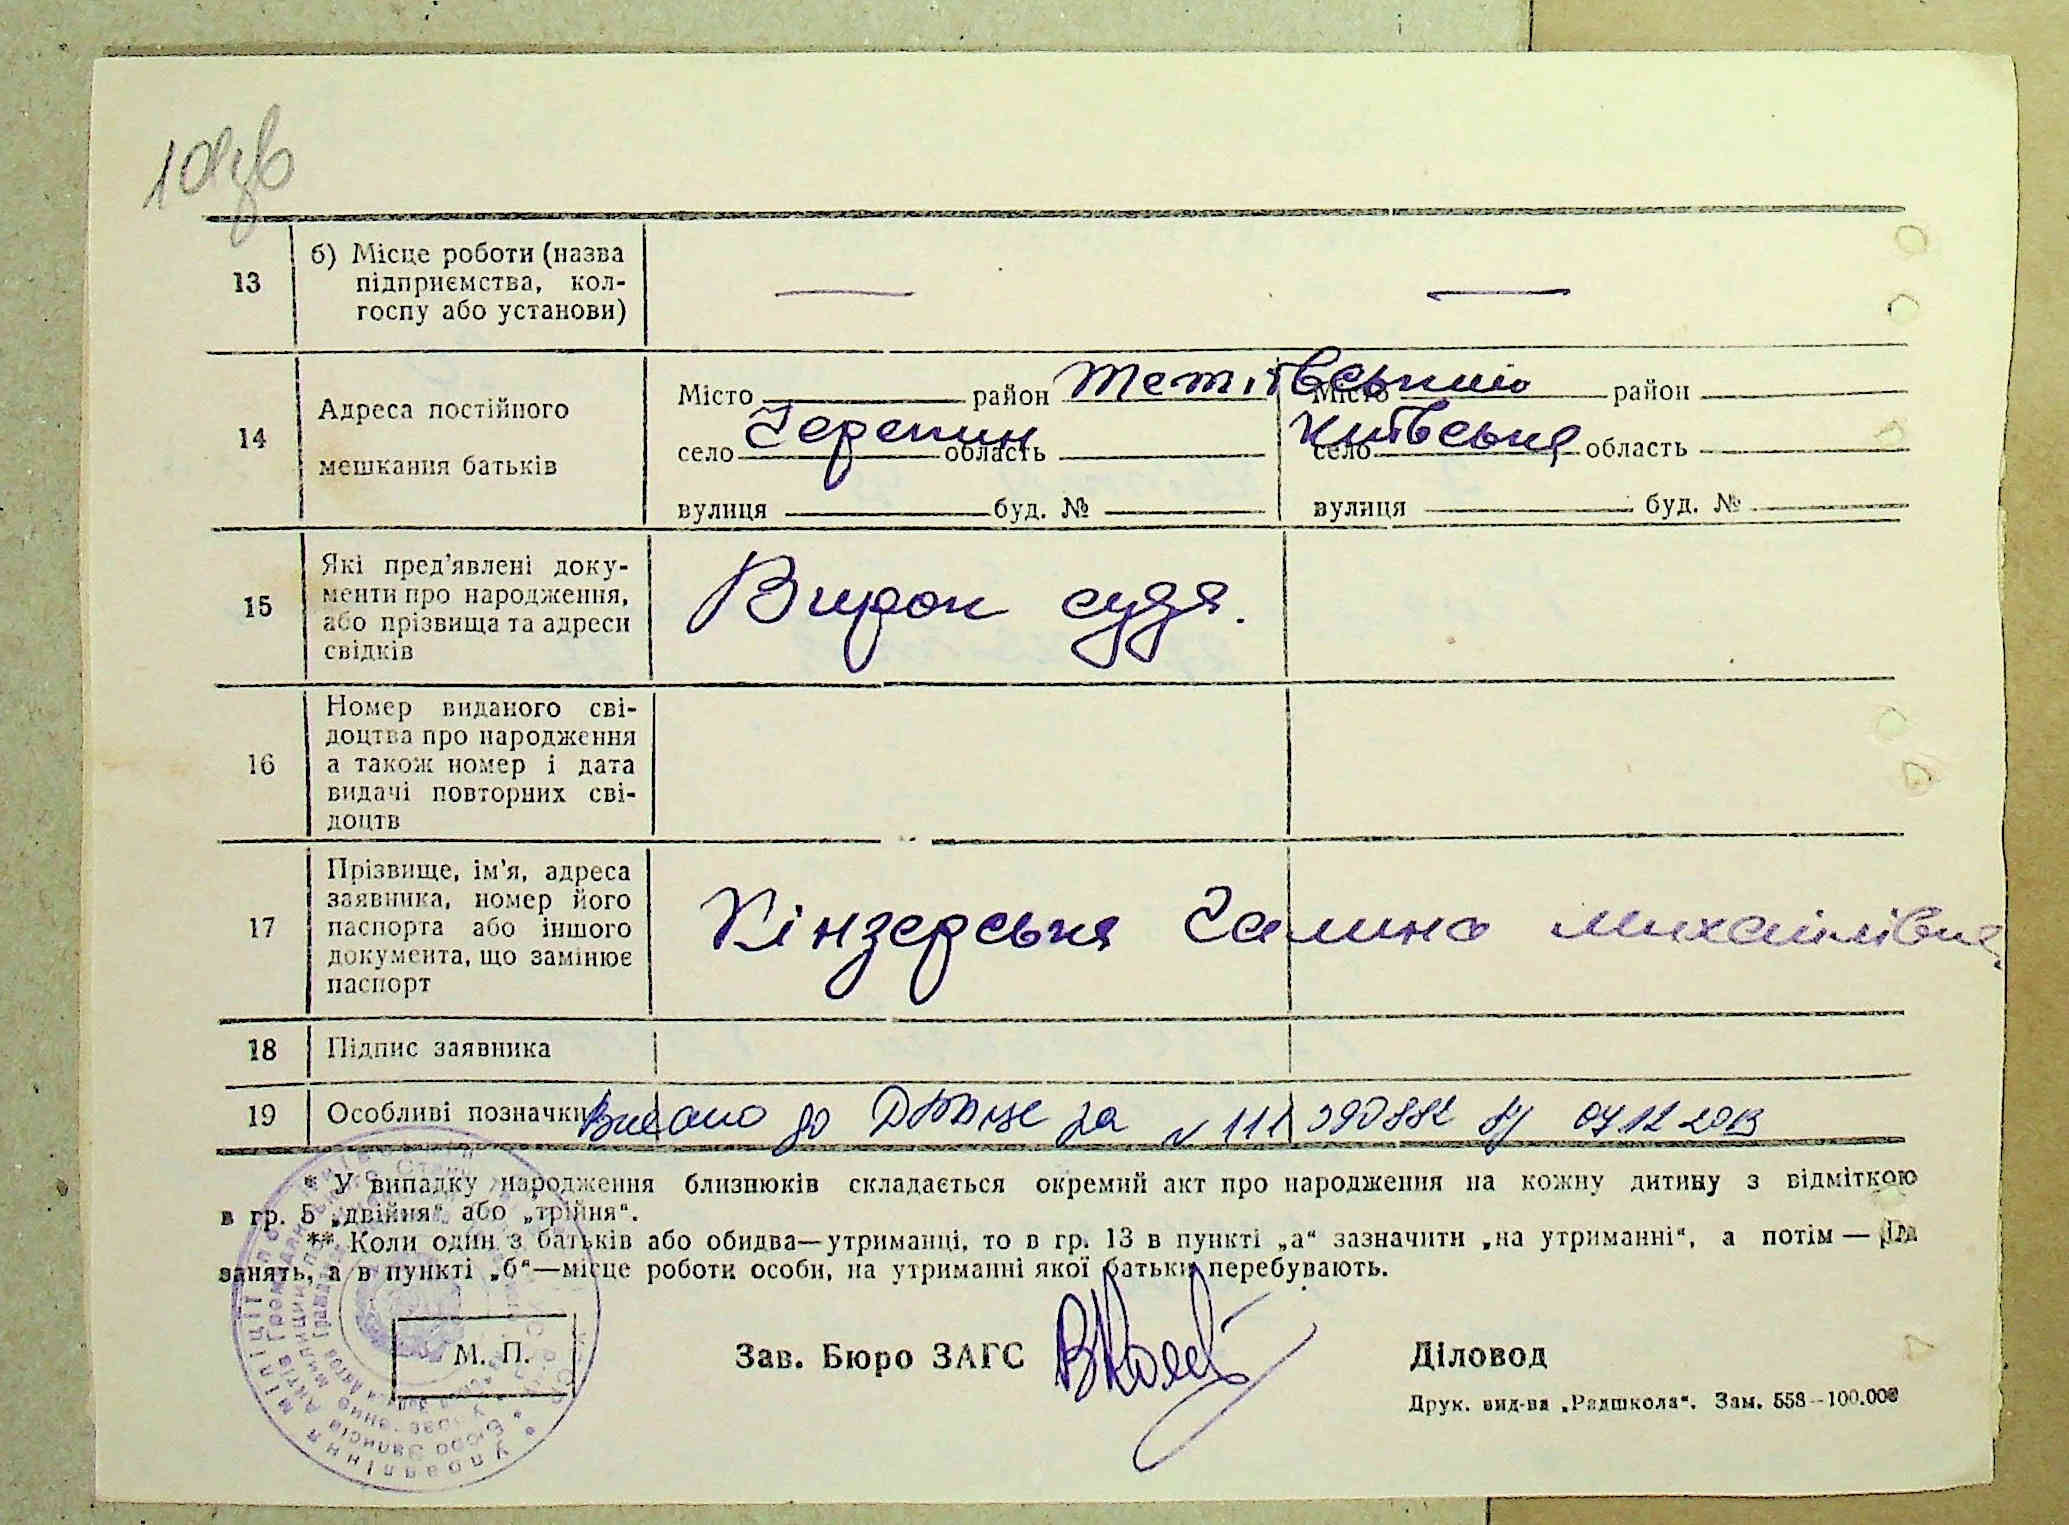 13
б) Місце роботи (назва
підприємства, кол-
госпу або установи)
— —
14
Адреса постійного
мешкання батьків
Місто район Тетіївський Місто район
село Черепин область село Київська область
вулиця буд. № вулиця буд. №
15
Які пред'явлені доку-
менти про народження,
або прізвища та адреси
свідків
Вирок суда.
16
Номер виданого сві-
доцтва про народження
а також номер і дата
видачі повторних сві-
доцтв
17
Прізвище, ім'я, адреса
заявника, номер його
паспорта або іншого
документа, що замінює
паспорт
Кінзерська Галина Михайлівна
18 Підпис заявника
19 Особливі позначки
до за № 07 12 2013
* У випадку народження близнюків складається окремий акт про народження на кожну дитину з відміткою
в гр. 5 „двійня“ або „трійня“.
** Коли один з батьків або обидва—утриманці, то в гр. 13 в пункті „а“ зазначити „на утриманні“, а потім —
занять, а в пункті „б“—місце роботи особи, на утриманні якої батьки перебувають.
М. П.
Зав. Бюро ЗАГС
Діловод
Друк. вид-ва „Радшкола“. Зам. 558—100.000